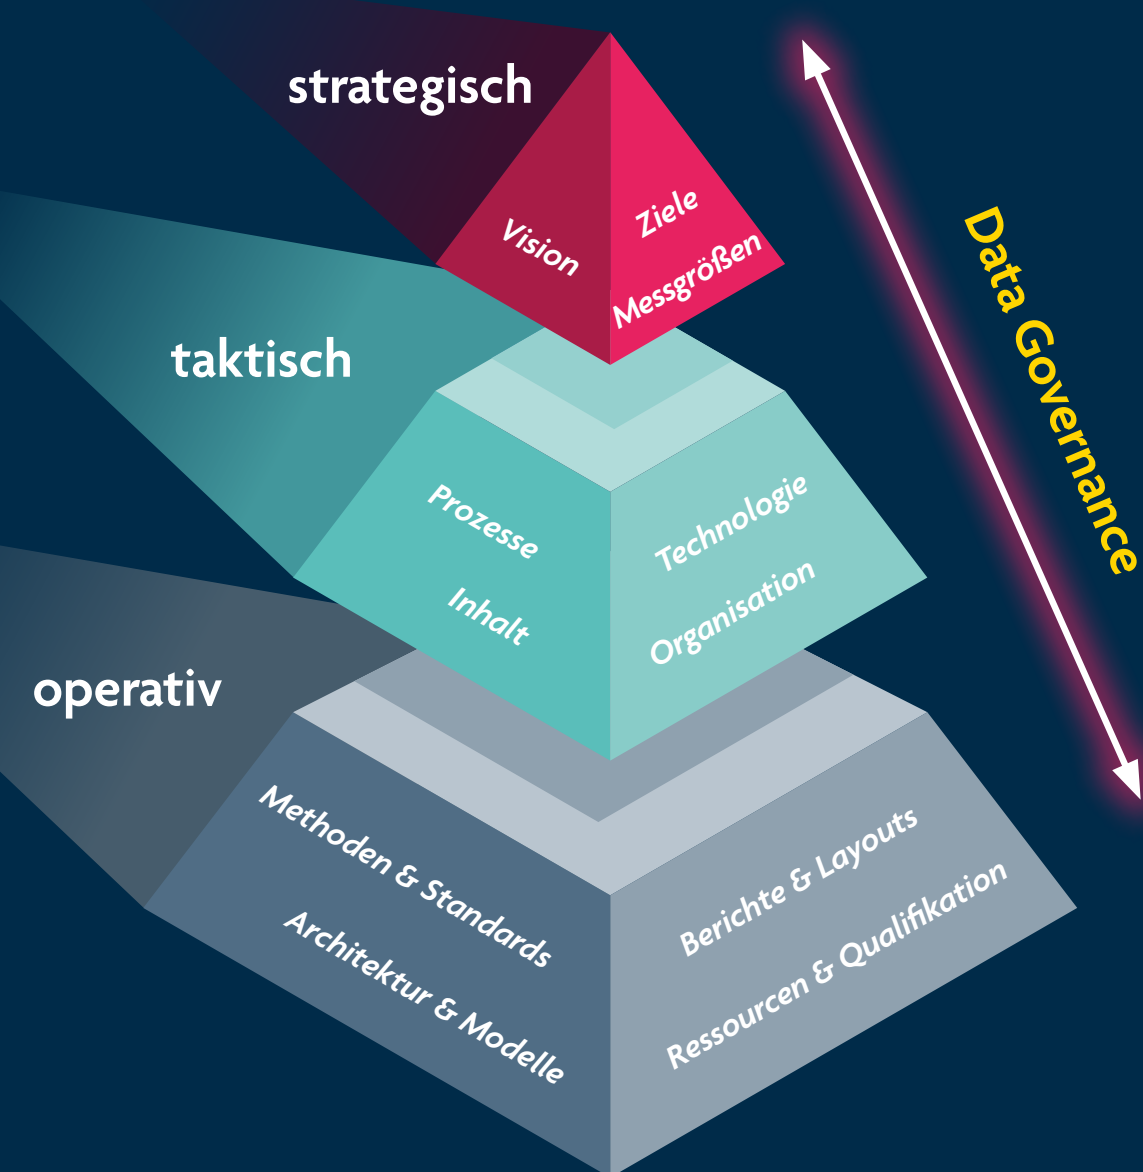 strategisch
Vision
Ziele
Messgrößen
taktisch
Prozesse
Inhalt
Technologie
Organisation
operativ
Methoden & Standards
Architektur & Modelle
Berichte & Layouts
Ressourcen & Qualifikation
Data Governance